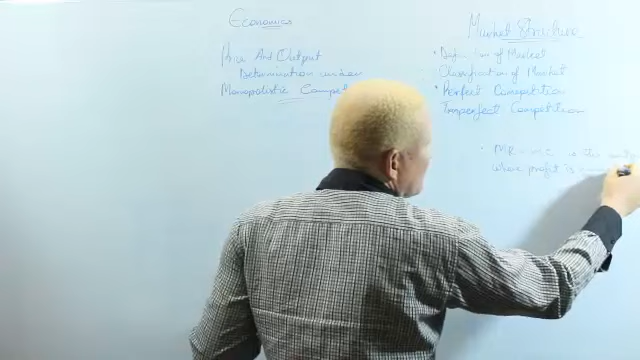 Economics
Price And Output
Determination under
Monopolistic Compet
Market Structure
• Definition of Market
Classification of Market
• Perfect Competition
Imperfect Competition
• MR = MC → the
where profit is